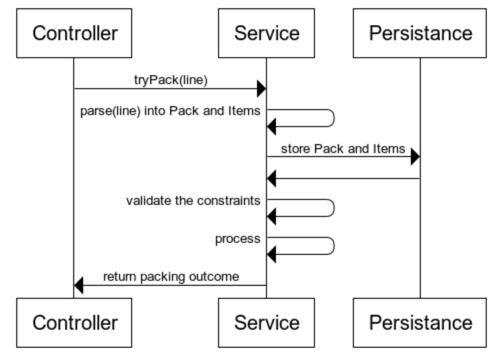 Controller Service Persistance
tryPack(line)
parse(line) into Pack and Items
store Pack and Items
validate the constraints
process
return packing outcome
Controller Service Persistance